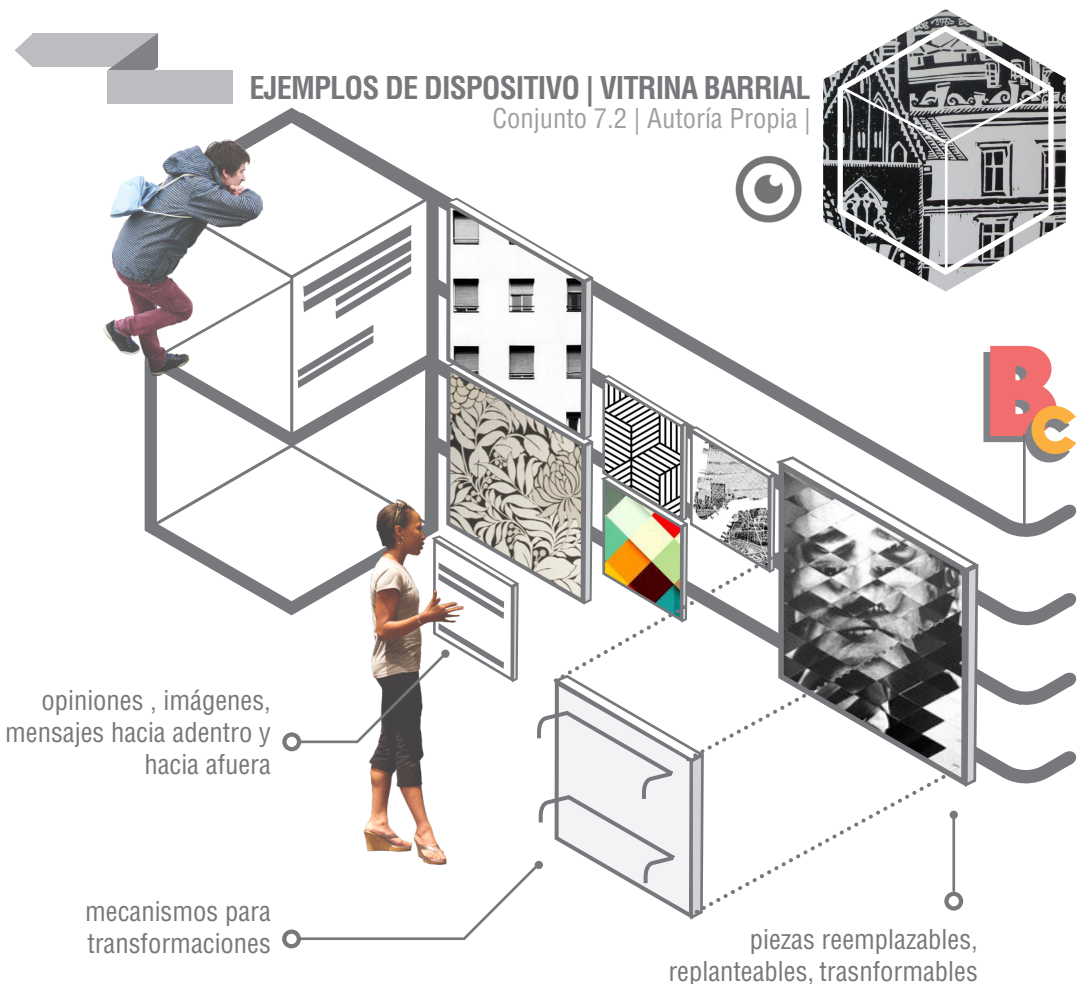 EJEMPLOS DE DISPOSITIVO | VITRINA BARRIAL
Conjunto 7.2 | Autoría Propia |
Bc
opiniones , imágenes,
mensajes hacia adentro y
hacia afuera
mecanismos para
transformaciones
piezas reemplazables,
replanteables, trasnformables